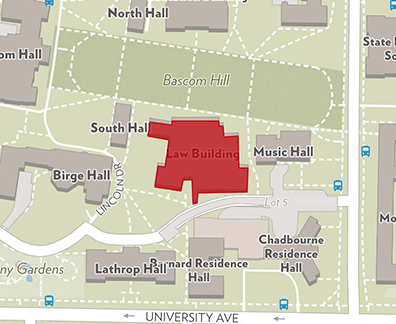 North Hall
State
So
om Hall
Bascom Hill
South Hall
Law Building
Music Hall
Birge Hall
LINCOLN DR
Lot 5
Mo
Chadbourne
Residence
Hall
ny Gardens
Lathrop Hall
Barnard Residence
Hall
UNIVERSITY AVE